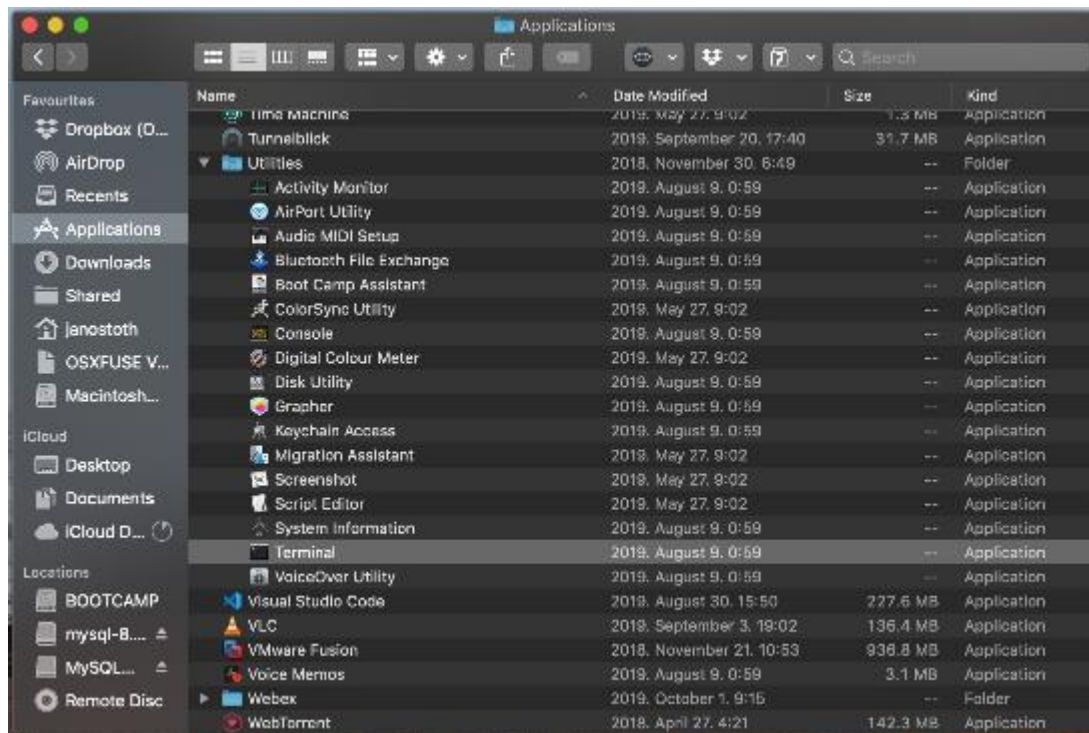 Applications
Search
Favourites
Dropbox (O...
AirDrop
Recents
Applications
Downloads
Shared
janostoth
OSXFUSE V...
Macintosh...
iCloud
Desktop
Documents
iCloud D...
Locations
BOOTCAMP
mysql-8....
MySQL...
Remote Disc
Name Date Modified Size Kind
Time Machine 2019. May 27. 9:02 1.3 MB Application
Tunnelblick 2019. September 20. 17:40 31.7 MB Application
Utilities 2018. November 30. 6:49 -- Folder
Activity Monitor 2019. August 9. 0:59 -- Application
AirPort Utility 2019. August 9. 0:59 -- Application
Audio MIDI Setup 2019. August 9. 0:59 -- Application
Bluetooth File Exchange 2019. August 9. 0:59 -- Application
Boot Camp Assistant 2019. August 9. 0:59 -- Application
ColorSync Utility 2019. May 27. 9:02 -- Application
Console 2019. August 9. 0:59 -- Application
Digital Colour Meter 2019. May 27. 9:02 -- Application
Disk Utility 2019. August 9. 0:59 -- Application
Grapher 2019. August 9. 0:59 -- Application
Keychain Access 2019. August 9. 0:59 -- Application
Migration Assistant 2019. May 27. 9:02 -- Application
Screenshot 2019. May 27. 9:02 -- Application
Script Editor 2019. May 27. 9:02 -- Application
System Information 2019. August 9. 0:59 -- Application
Terminal 2019. August 9. 0:59 -- Application
VoiceOver Utility 2019. August 9. 0:59 -- Application
Visual Studio Code 2019. August 30. 15:50 227.6 MB Application
VLC 2019. September 3. 19:02 136.4 MB Application
VMware Fusion 2018. November 21. 10:53 936.8 MB Application
Voice Memos 2019. August 9. 0:59 3.1 MB Application
Webex 2019. October 1. 9:15 -- Folder
WebTorrent 2018. April 27. 4:21 142.3 MB Application